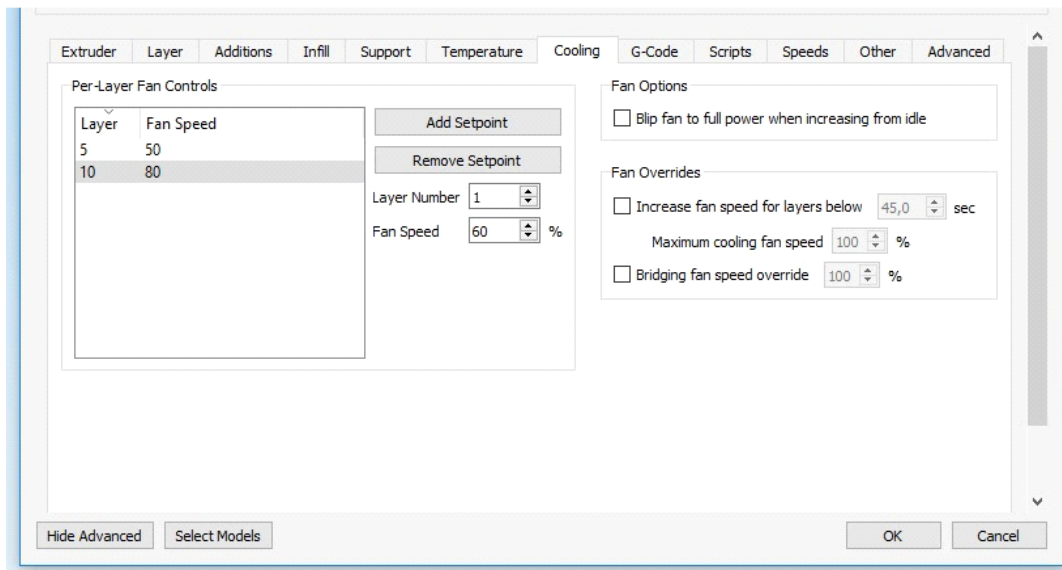 Extruder Layer Additions Infill Support Temperature Cooling G-Code Scripts Speeds Other Advanced
Per-Layer Fan Controls
Layer Fan Speed
5 50
10 80
Add Setpoint
Remove Setpoint
Layer Number 1
Fan Speed 60 %
Fan Options
Blip fan to full power when increasing from idle
Fan Overrides
Increase fan speed for layers below 45,0 sec
Maximum cooling fan speed 100 %
Bridging fan speed override 100 %
Hide Advanced Select Models OK Cancel